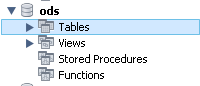 ods
Tables
Views
Stored Procedures
Functions